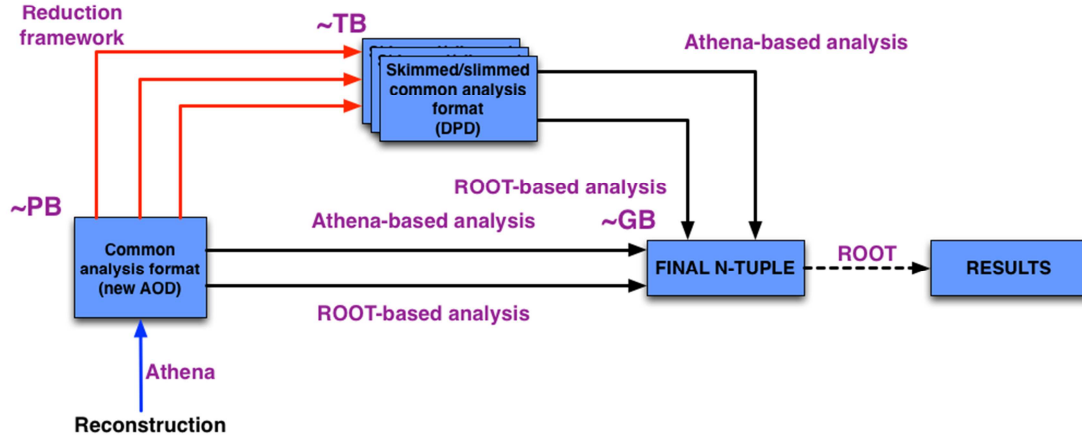 Reduction
framework
~TB
Athena-based analysis
Skimmed/slimmed
common analysis
format
(DPD)
ROOT-based analysis
~PB
Athena-based analysis
~GB
Common
analysis format
(new AOD)
FINAL N-TUPLE
ROOT
RESULTS
ROOT-based analysis
Athena
Reconstruction